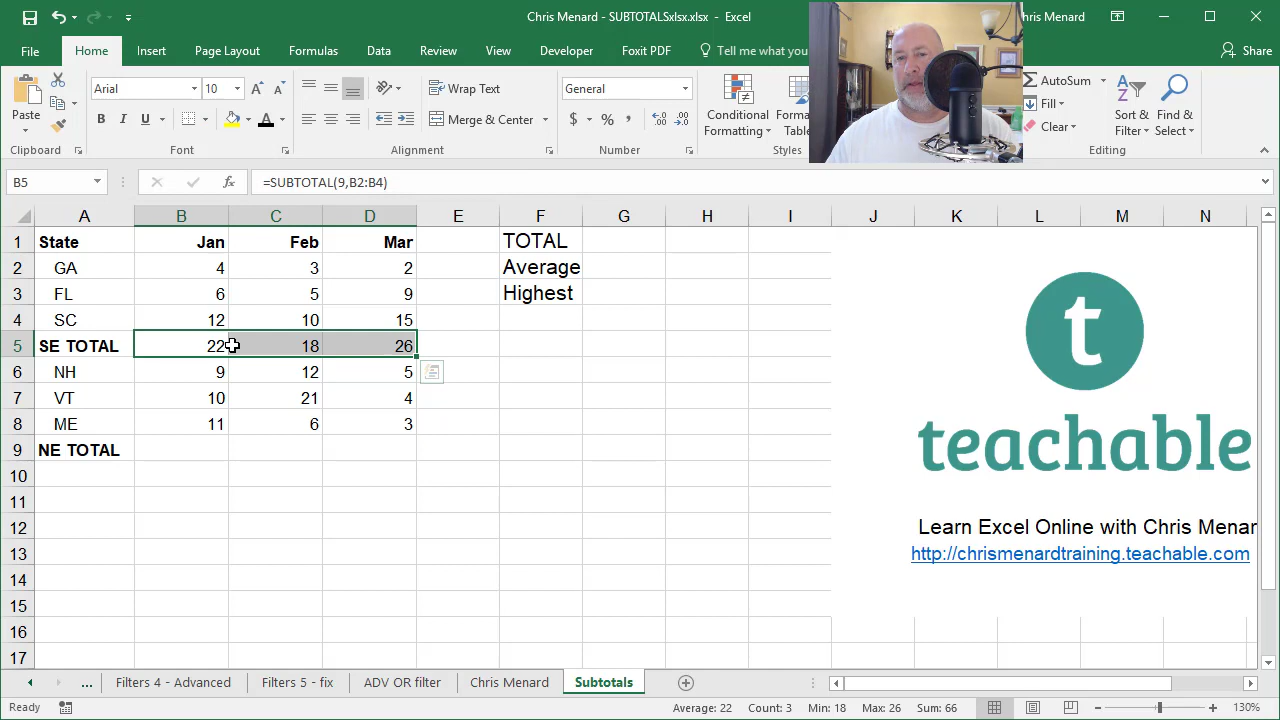 Chris Menard - SUBTOTALSxlsx.xlsx - Excel
hris Menard
File Home Insert Page Layout Formulas Data Review View Developer Foxit PDF Tell me what you Share
Paste
Clipboard
Arial 10
B I U A
Font
Wrap Text
Merge & Center
Alignment
General
$ % ,
Number
Conditional Formatting
Forma
Table
Styles
AutoSum
Fill
Clear
Sort & Filter
Find & Select
Editing
B5 fx =SUBTOTAL(9,B2:B4)
A B C D E F G H I J K L M N
1 State Jan Feb Mar TOTAL
2 GA 4 3 2 Average
3 FL 6 5 9 Highest
4 SC 12 10 15
5 SE TOTAL 22 18 26
6 NH 9 12 5
7 VT 10 21 4
8 ME 11 6 3
9 NE TOTAL
10
11
12
13
14
15
16
17
t
teachable
Learn Excel Online with Chris Menar
http://chrismenardtraining.teachable.com
... Filters 4 - Advanced Filters 5 - fix ADV OR filter Chris Menard Subtotals
Ready Average: 22 Count: 3 Min: 18 Max: 26 Sum: 66 130%